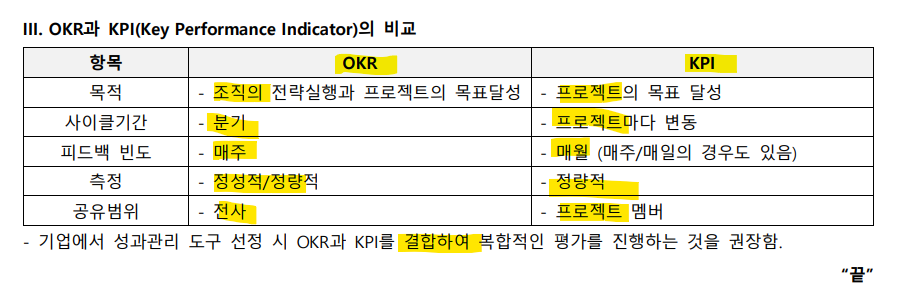 III. OKR과 KPI(Key Performance Indicator)의 비교
항목 OKR KPI
목적 - 조직의 전략실행과 프로젝트의 목표달성 - 프로젝트의 목표 달성
사이클기간 - 분기 - 프로젝트마다 변동
피드백 빈도 - 매주 - 매월 (매주/매일의 경우도 있음)
측정 - 정성적/정량적 - 정량적
공유범위 - 전사 - 프로젝트 멤버
- 기업에서 성과관리 도구 선정 시 OKR과 KPI를 결합하여 복합적인 평가를 진행하는 것을 권장함.
“끝”